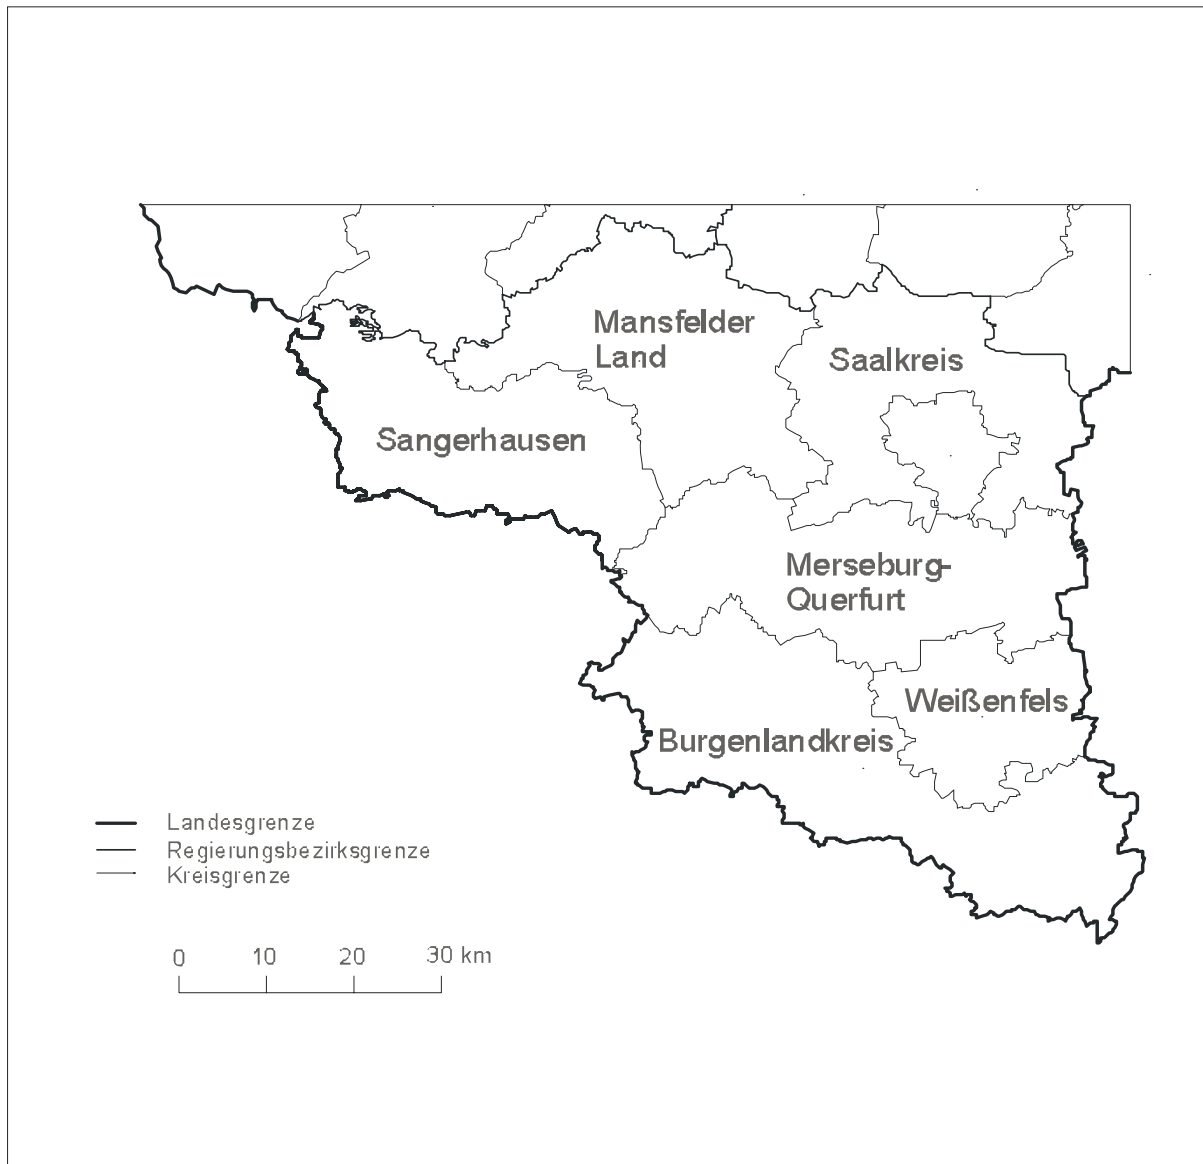 Mansfelder
Land
Saalkreis
Sangerhausen
Merseburg-
Querfurt
Weißenfels
Burgenlandkreis
Landesgrenze
Regierungsbezirksgrenze
Kreisgrenze
0 10 20 30 km